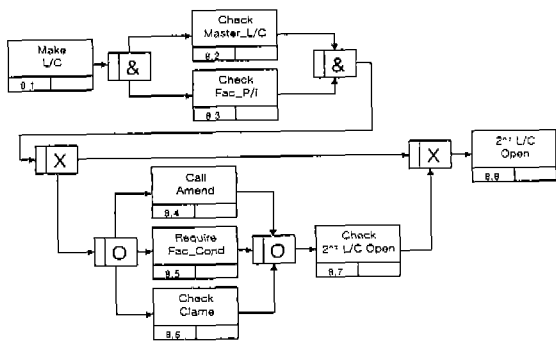 Make
L/C
8.1
&
Check
Master_L/C
8.2
Check
Fac_P/i
8.3
&
X
X
2nd L/C
Open
8.8
O
Call
Amend
8.4
Require
Fac_Cond
8.5
Check
Clame
8.6
O
Check
2nd L/C Open
8.7